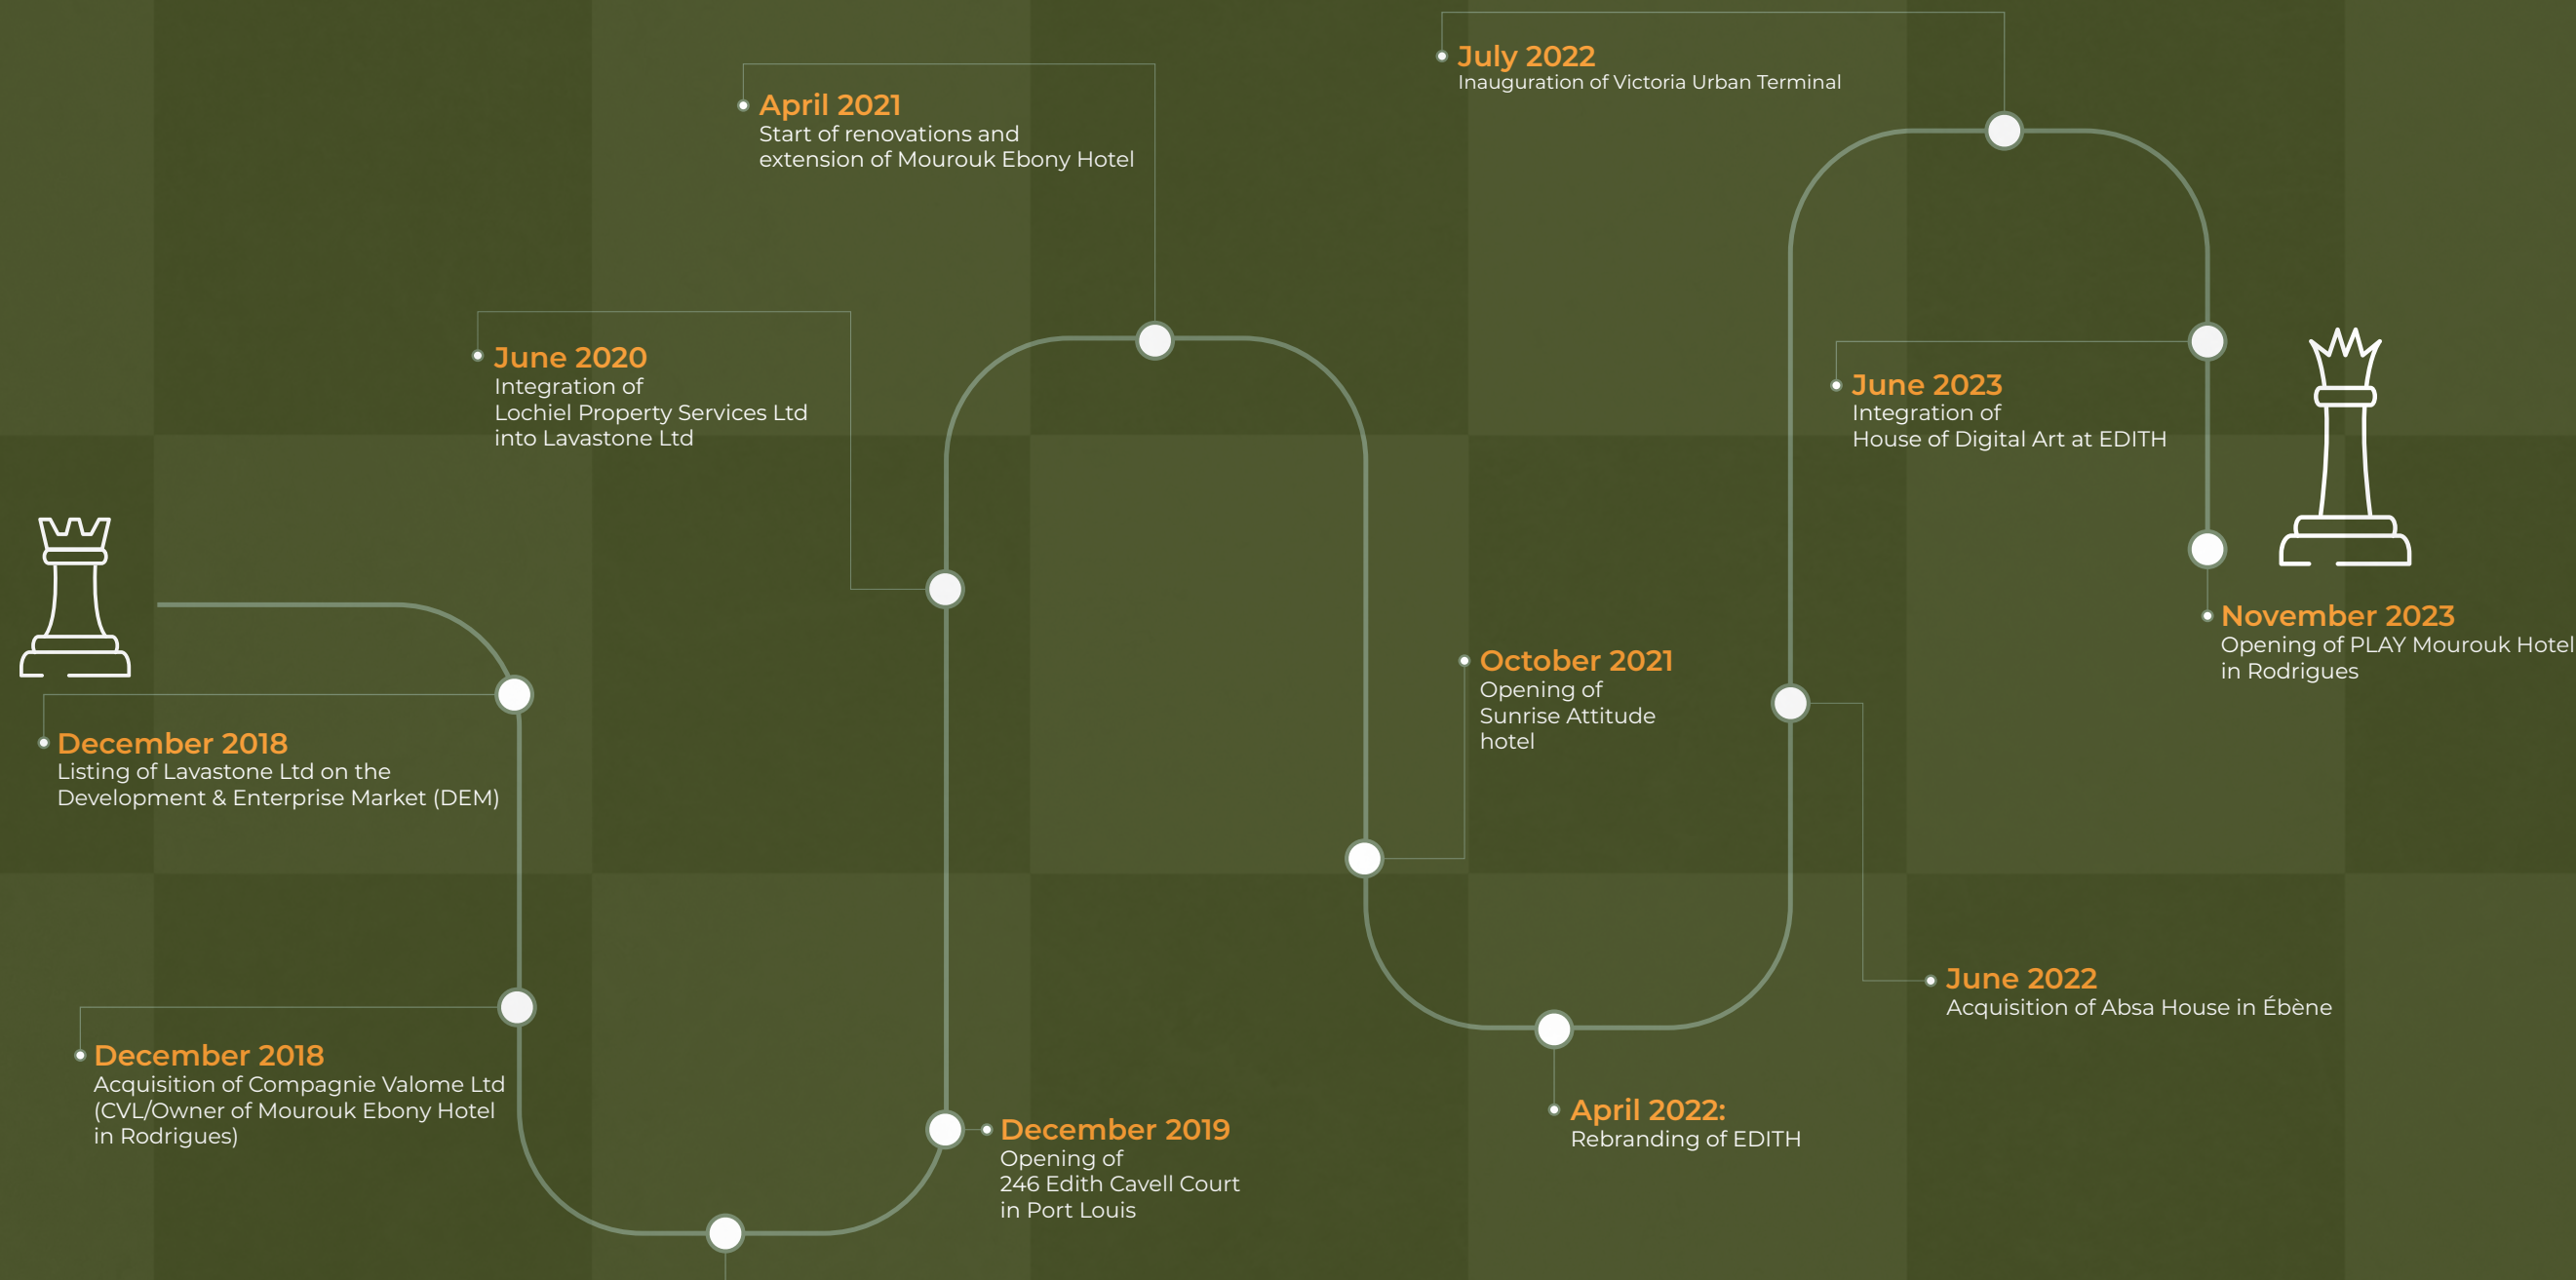 December 2018
Listing of Lavastone Ltd on the
Development & Enterprise Market (DEM)
December 2018
Acquisition of Compagnie Valome Ltd
(CVL/Owner of Mourouk Ebony Hotel
in Rodrigues)
December 2019
Opening of
246 Edith Cavell Court
in Port Louis
June 2020
Integration of
Lochiel Property Services Ltd
into Lavastone Ltd
April 2021
Start of renovations and
extension of Mourouk Ebony Hotel
October 2021
Opening of
Sunrise Attitude
hotel
April 2022:
Rebranding of EDITH
June 2022
Acquisition of Absa House in Ébène
July 2022
Inauguration of Victoria Urban Terminal
June 2023
Integration of
House of Digital Art at EDITH
November 2023
Opening of PLAY Mourouk Hotel
in Rodrigues